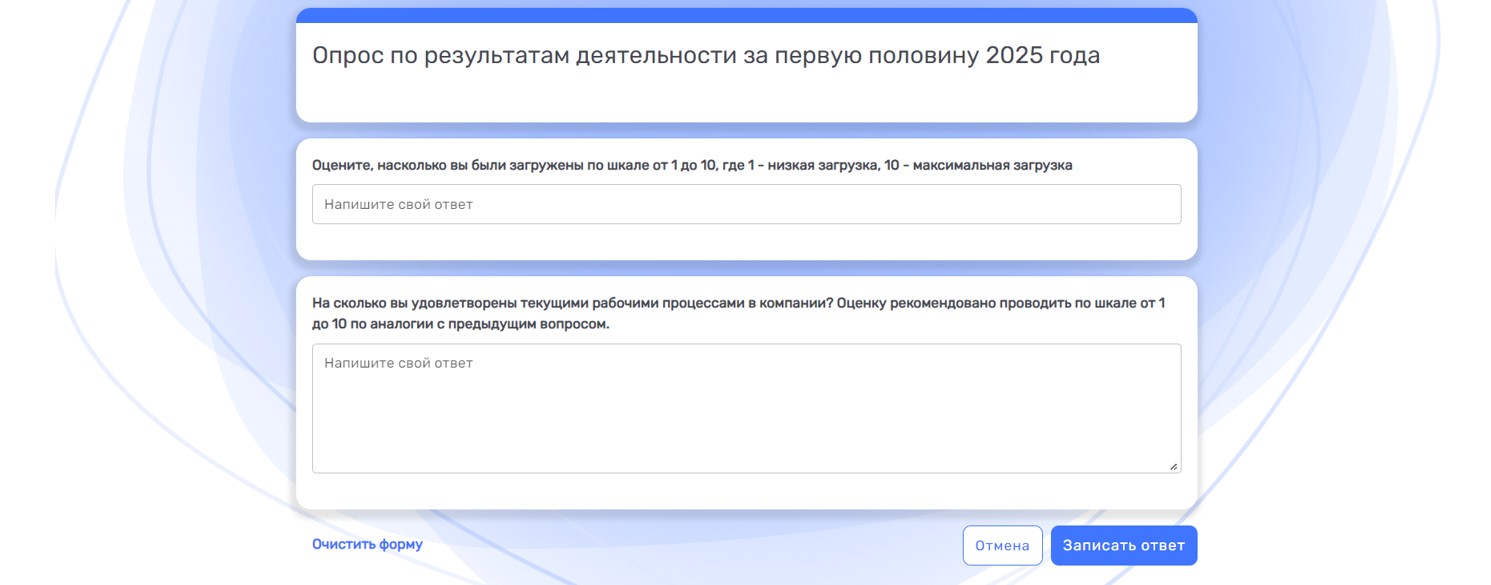 Опрос по результатам деятельности за первую половину 2025 года
Оцените, насколько вы были загружены по шкале от 1 до 10, где 1 - низкая загрузка, 10 - максимальная загрузка
Напишите свой ответ
На сколько вы удовлетворены текущими рабочими процессами в компании? Оценку рекомендовано проводить по шкале от 1
до 10 по аналогии с предыдущим вопросом.
Напишите свой ответ
Очистить форму
Отмена
Записать ответ